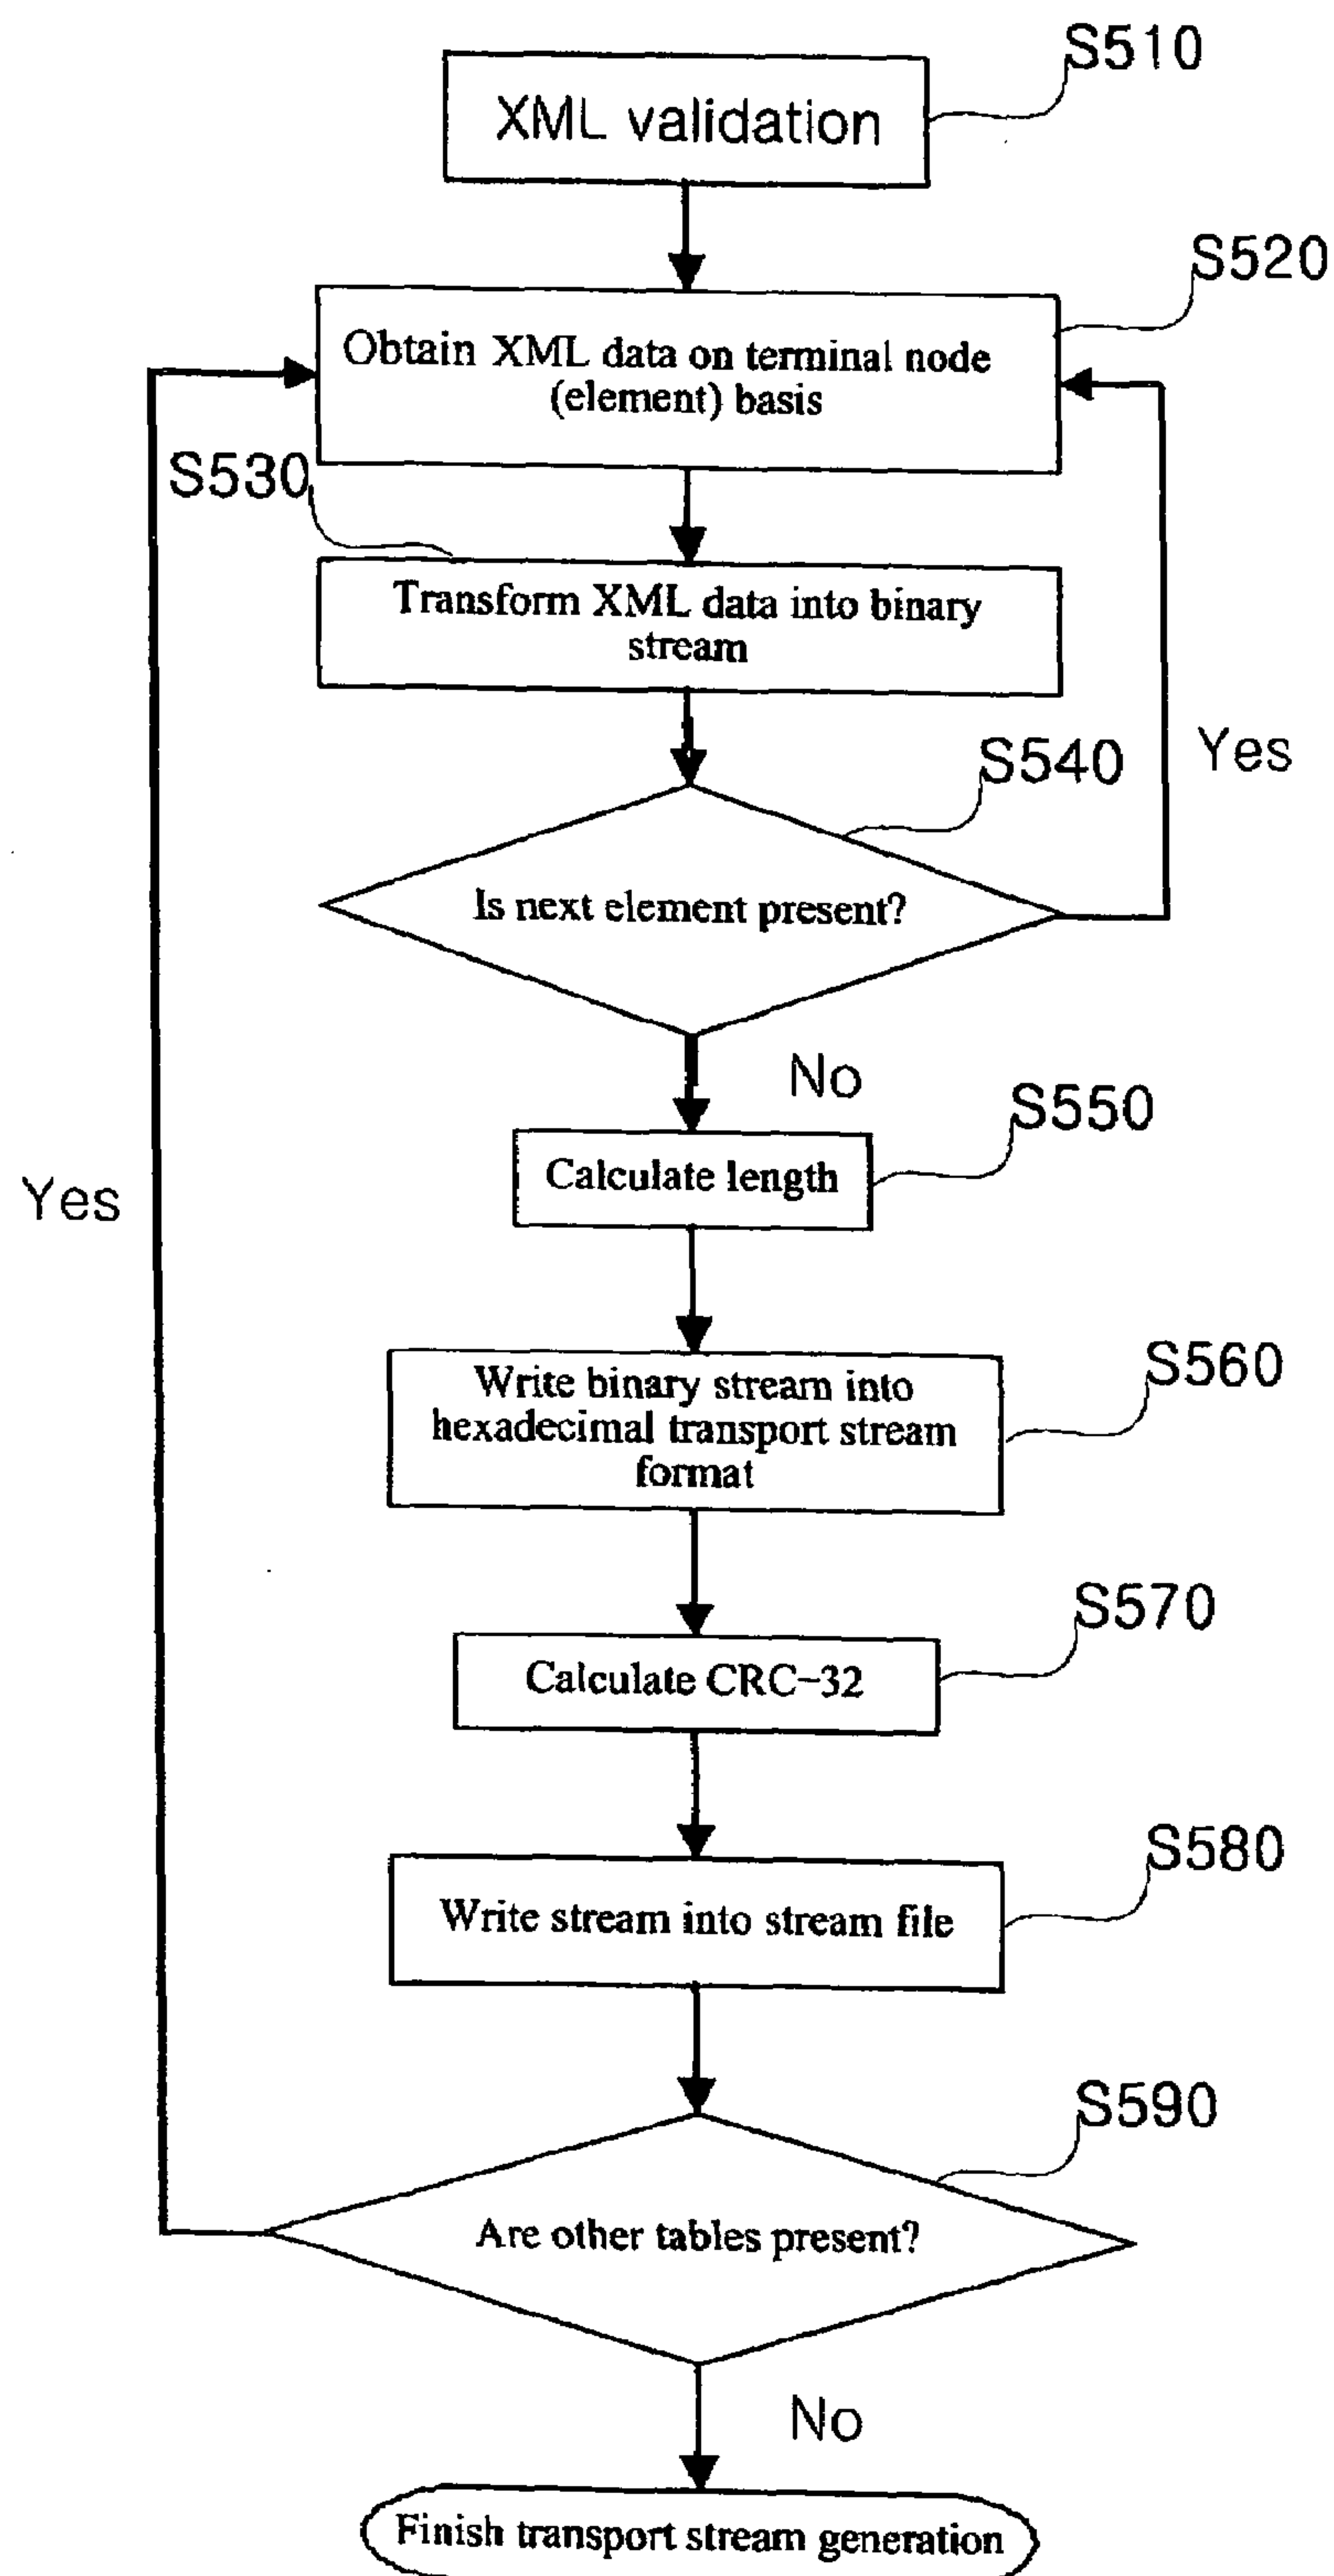 S510
XML validation
S520
Obtain XML data on terminal node
(element) basis
S530
Transform XML data into binary
stream
S540
Yes
Is next element present?
No
S550
Calculate length
Yes
S560
Write binary stream into
hexadecimal transport stream
format
S570
Calculate CRC-32
S580
Write stream into stream file
S590
Are other tables present?
No
Finish transport stream generation